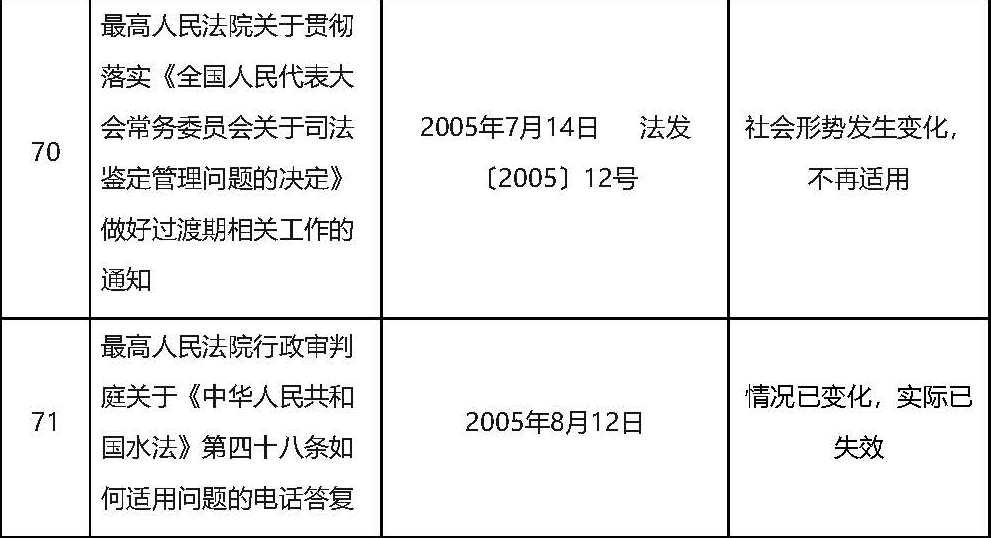 70
最高人民法院关于贯彻
落实《全国人民代表大
会常务委员会关于司法
鉴定管理问题的决定》
做好过渡期相关工作的
通知
2005年7月14日 法发
〔2005〕12号
社会形势发生变化，
不再适用
71
最高人民法院行政审判
庭关于《中华人民共和
国水法》第四十八条如
何适用问题的电话答复
2005年8月12日
情况已变化，实际已
失效